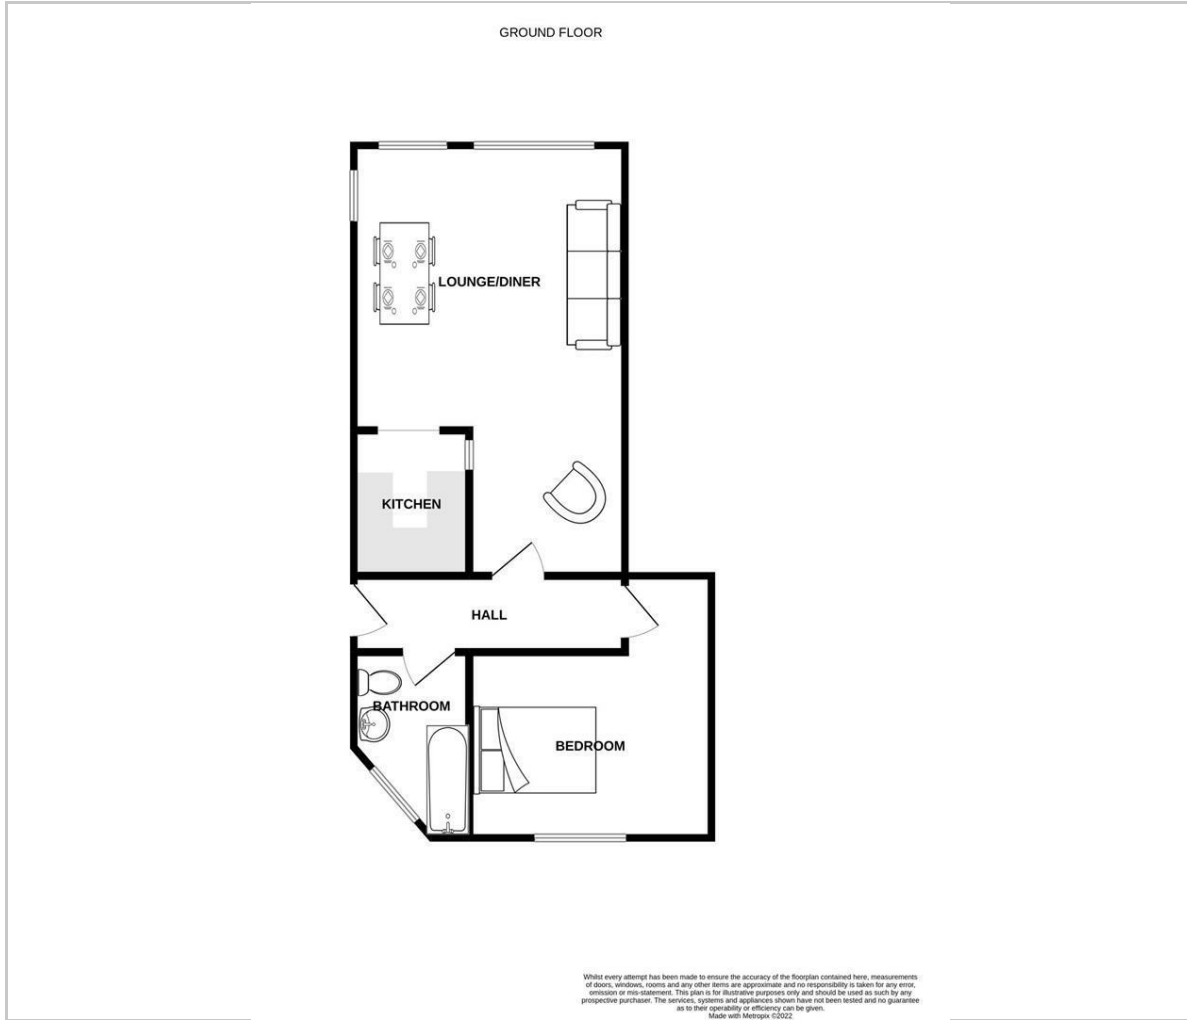 GROUND FLOOR
LOUNGE/DINER
KITCHEN
HALL
BATHROOM
BEDROOM
Whilst every attempt has been made to ensure the accuracy of the floorplan contained here, measurements
of doors, windows, rooms and any other items are approximate and no responsibility is taken for any error,
omission or mis-statement. This plan is for illustrative purposes only and should be used as such by any
prospective purchaser. The services, systems and appliances shown have not been tested and no guarantee
as to their operability or efficiency can be given.
Made with Metropix ©2022